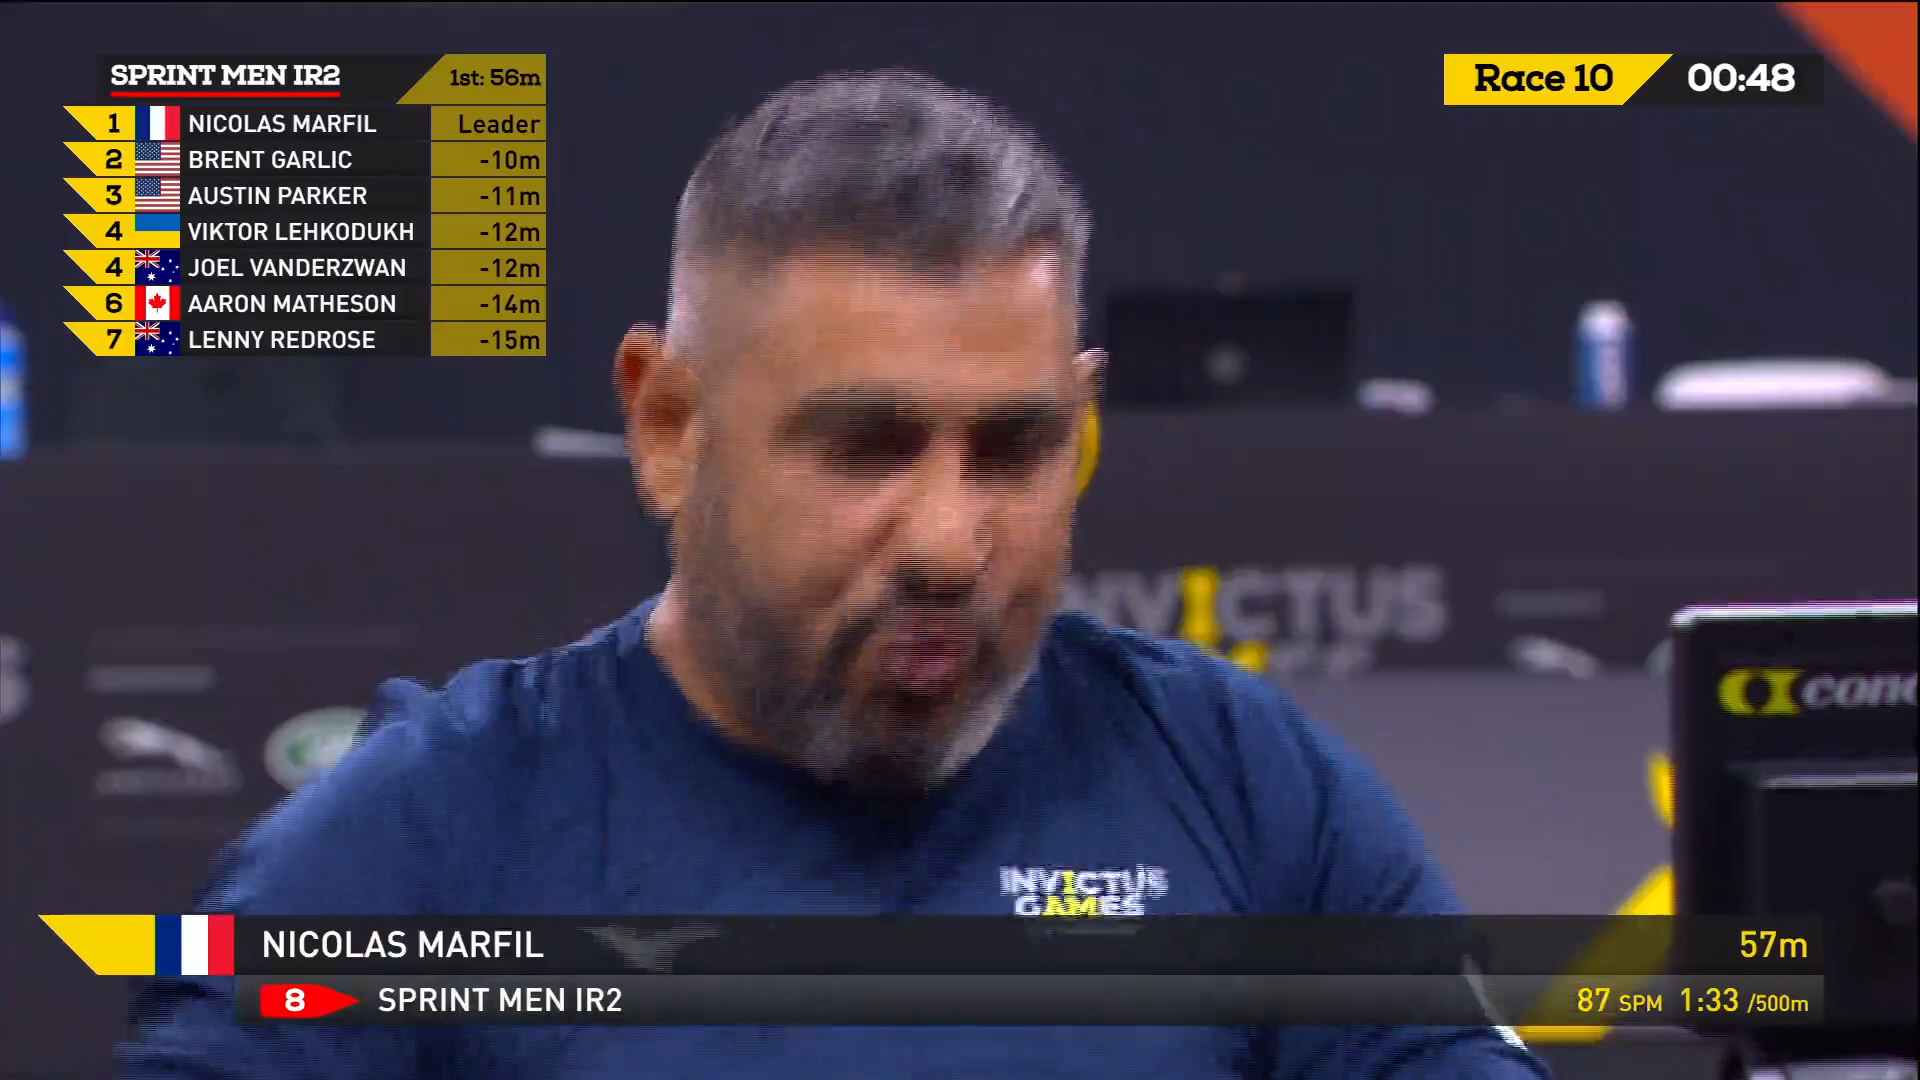 SPRINT MEN IR2 1st: 56m
1 NICOLAS MARFIL Leader
2 BRENT GARLIC -10m
3 AUSTIN PARKER -11m
4 VIKTOR LEHKODUKH -12m
4 JOEL VANDERZWAN -12m
6 AARON MATHESON -14m
7 LENNY REDROSE -15m
Race 10 00:48
INVICTUS
conc
INVICTUS
GAMES
NICOLAS MARFIL 57m
8 SPRINT MEN IR2 87 SPM 1:33 /500m